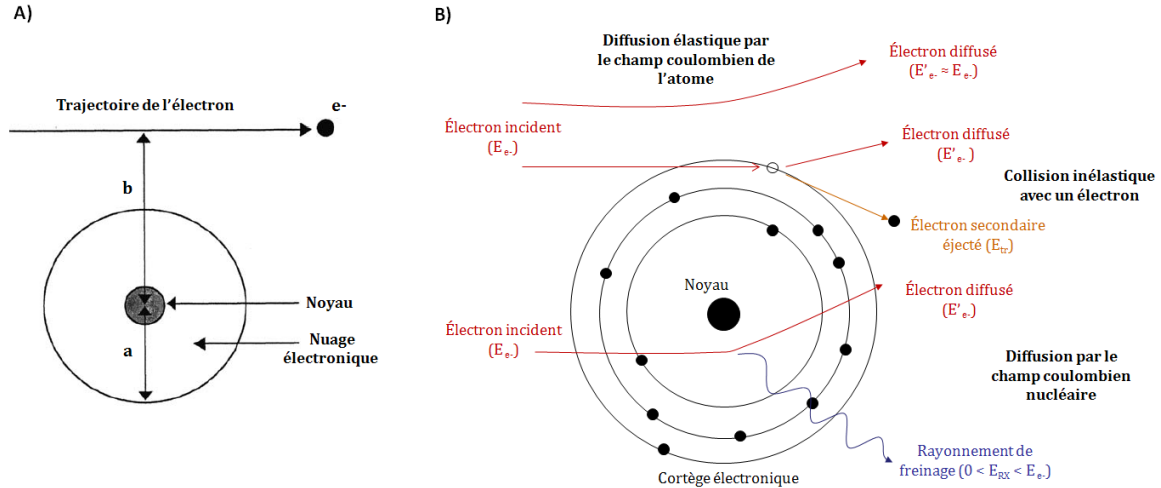 A)
Trajectoire de l'électron
e-
b
a
Noyau
Nuage
électronique
B)
Diffusion élastique par
le champ coulombien de
l'atome
Électron diffusé
(E'e- ≈ Ee-)
Électron incident
(Ee-)
Électron diffusé
(E'e-)
Collision inélastique
avec un électron
Électron secondaire
éjecté (Etr)
Noyau
Électron diffusé
(E'e-)
Électron incident
(Ee-)
Diffusion par le
champ coulombien
nucléaire
Rayonnement de
freinage (0 < ERX < Ee-)
Cortège électronique